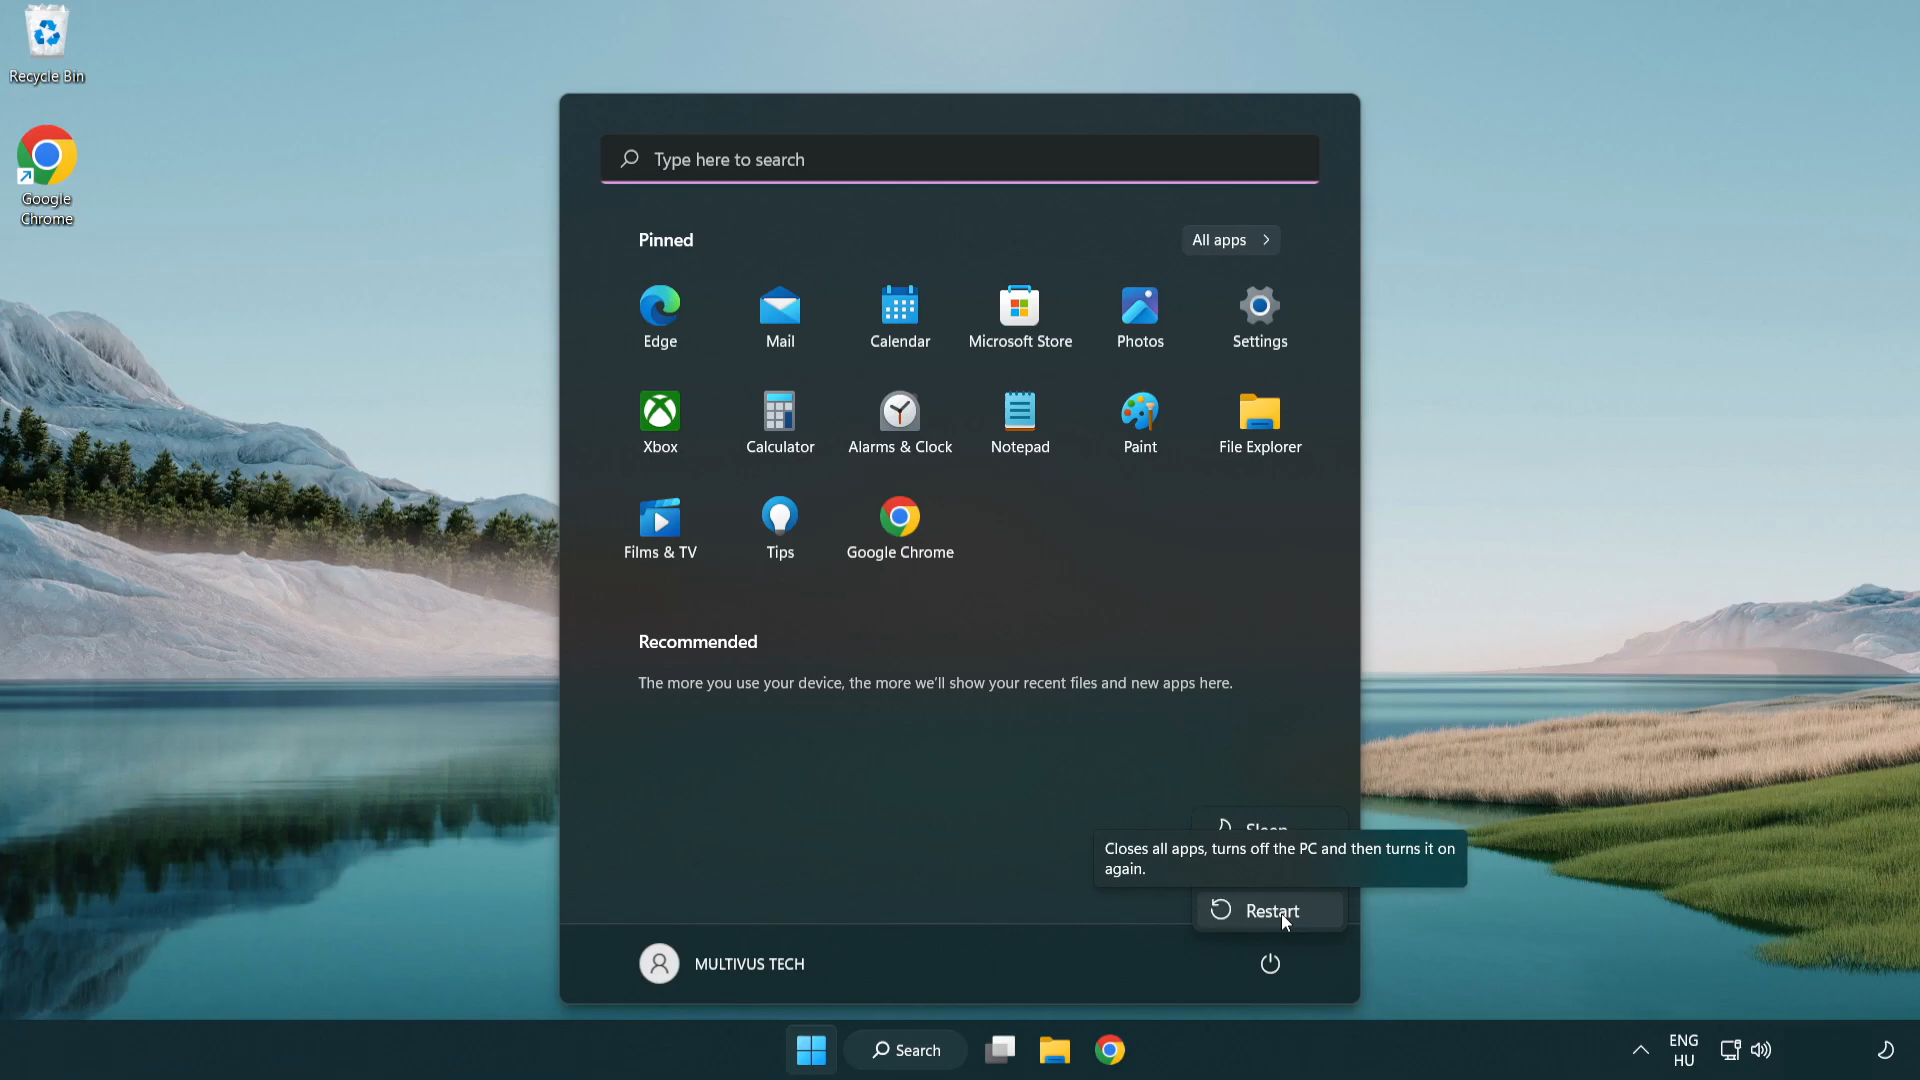 Recycle Bin
Google
Chrome
Type here to search
Pinned
All apps
Edge
Mail
Calendar
Microsoft Store
Photos
Settings
Xbox
Calculator
Alarms & Clock
Notepad
Paint
File Explorer
Films & TV
Tips
Google Chrome
Recommended
The more you use your device, the more we'll show your recent files and new apps here.
Sleep
Closes all apps, turns off the PC and then turns it on
again.
Restart
MULTIVUS TECH
Search
ENG
HU